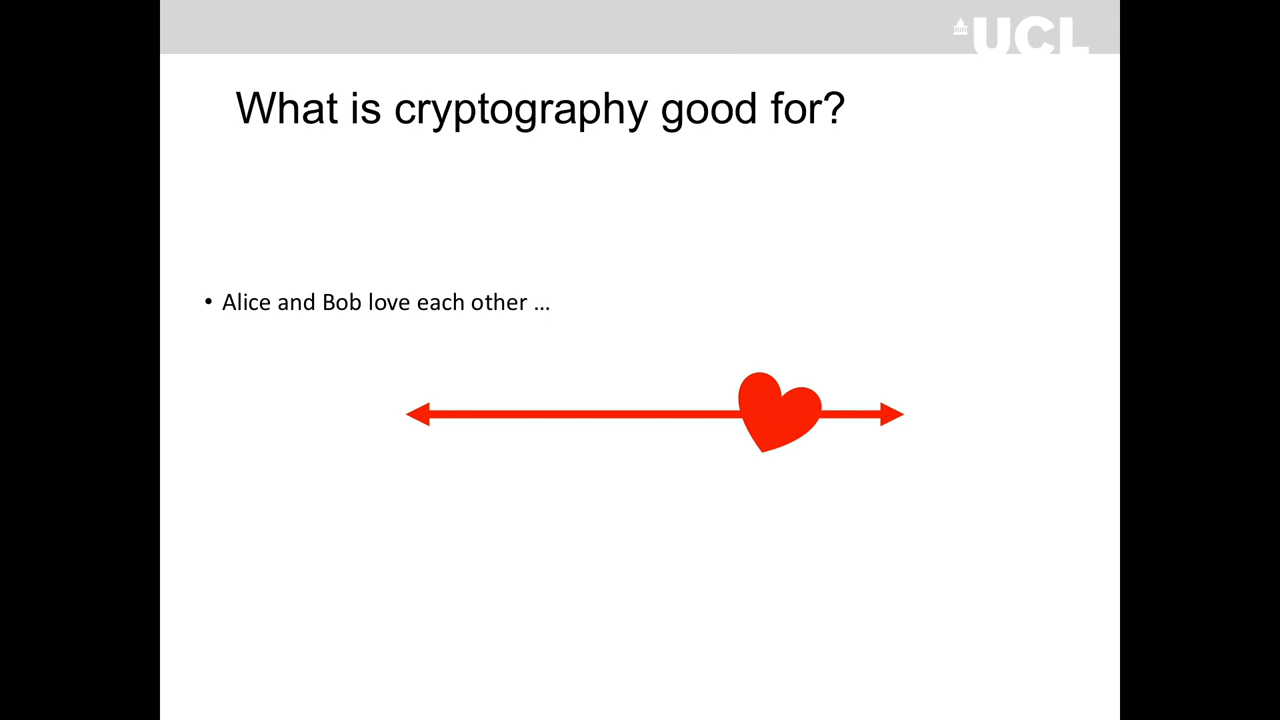 UCL
What is cryptography good for?
• Alice and Bob love each other ...